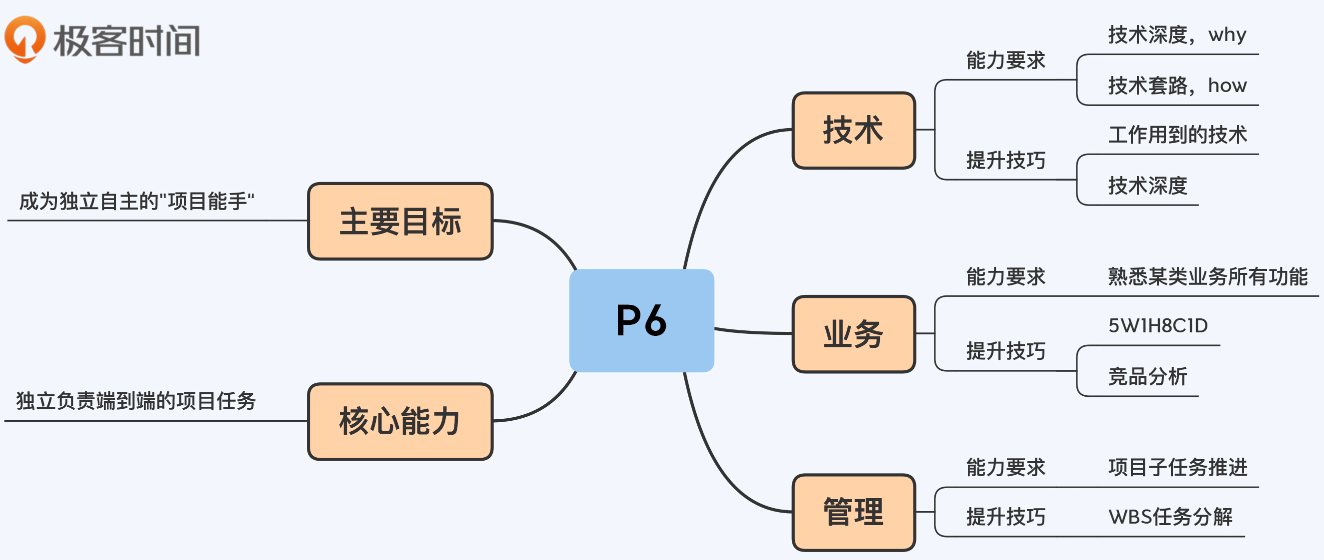 极客时间
P6
主要目标
成为独立自主的"项目能手"
核心能力
独立负责端到端的项目任务
技术
能力要求
技术深度，why
技术套路，how
提升技巧
工作用到的技术
技术深度
业务
能力要求
熟悉某类业务所有功能
提升技巧
5W1H8C1D
竞品分析
管理
能力要求
项目子任务推进
提升技巧
WBS任务分解